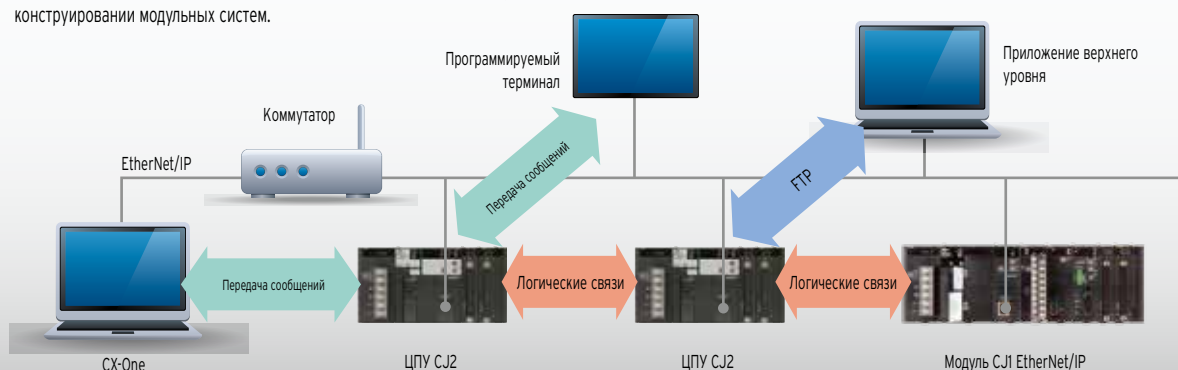 конструировании модульных систем.
Программируемый
терминал
Приложение верхнего
уровня
Коммутатор
EtherNet/IP
Передача сообщений
FTP
Передача сообщений
Логические связи
Логические связи
CX-One
ЦПУ CJ2
ЦПУ CJ2
Модуль CJ1 EtherNet/IP